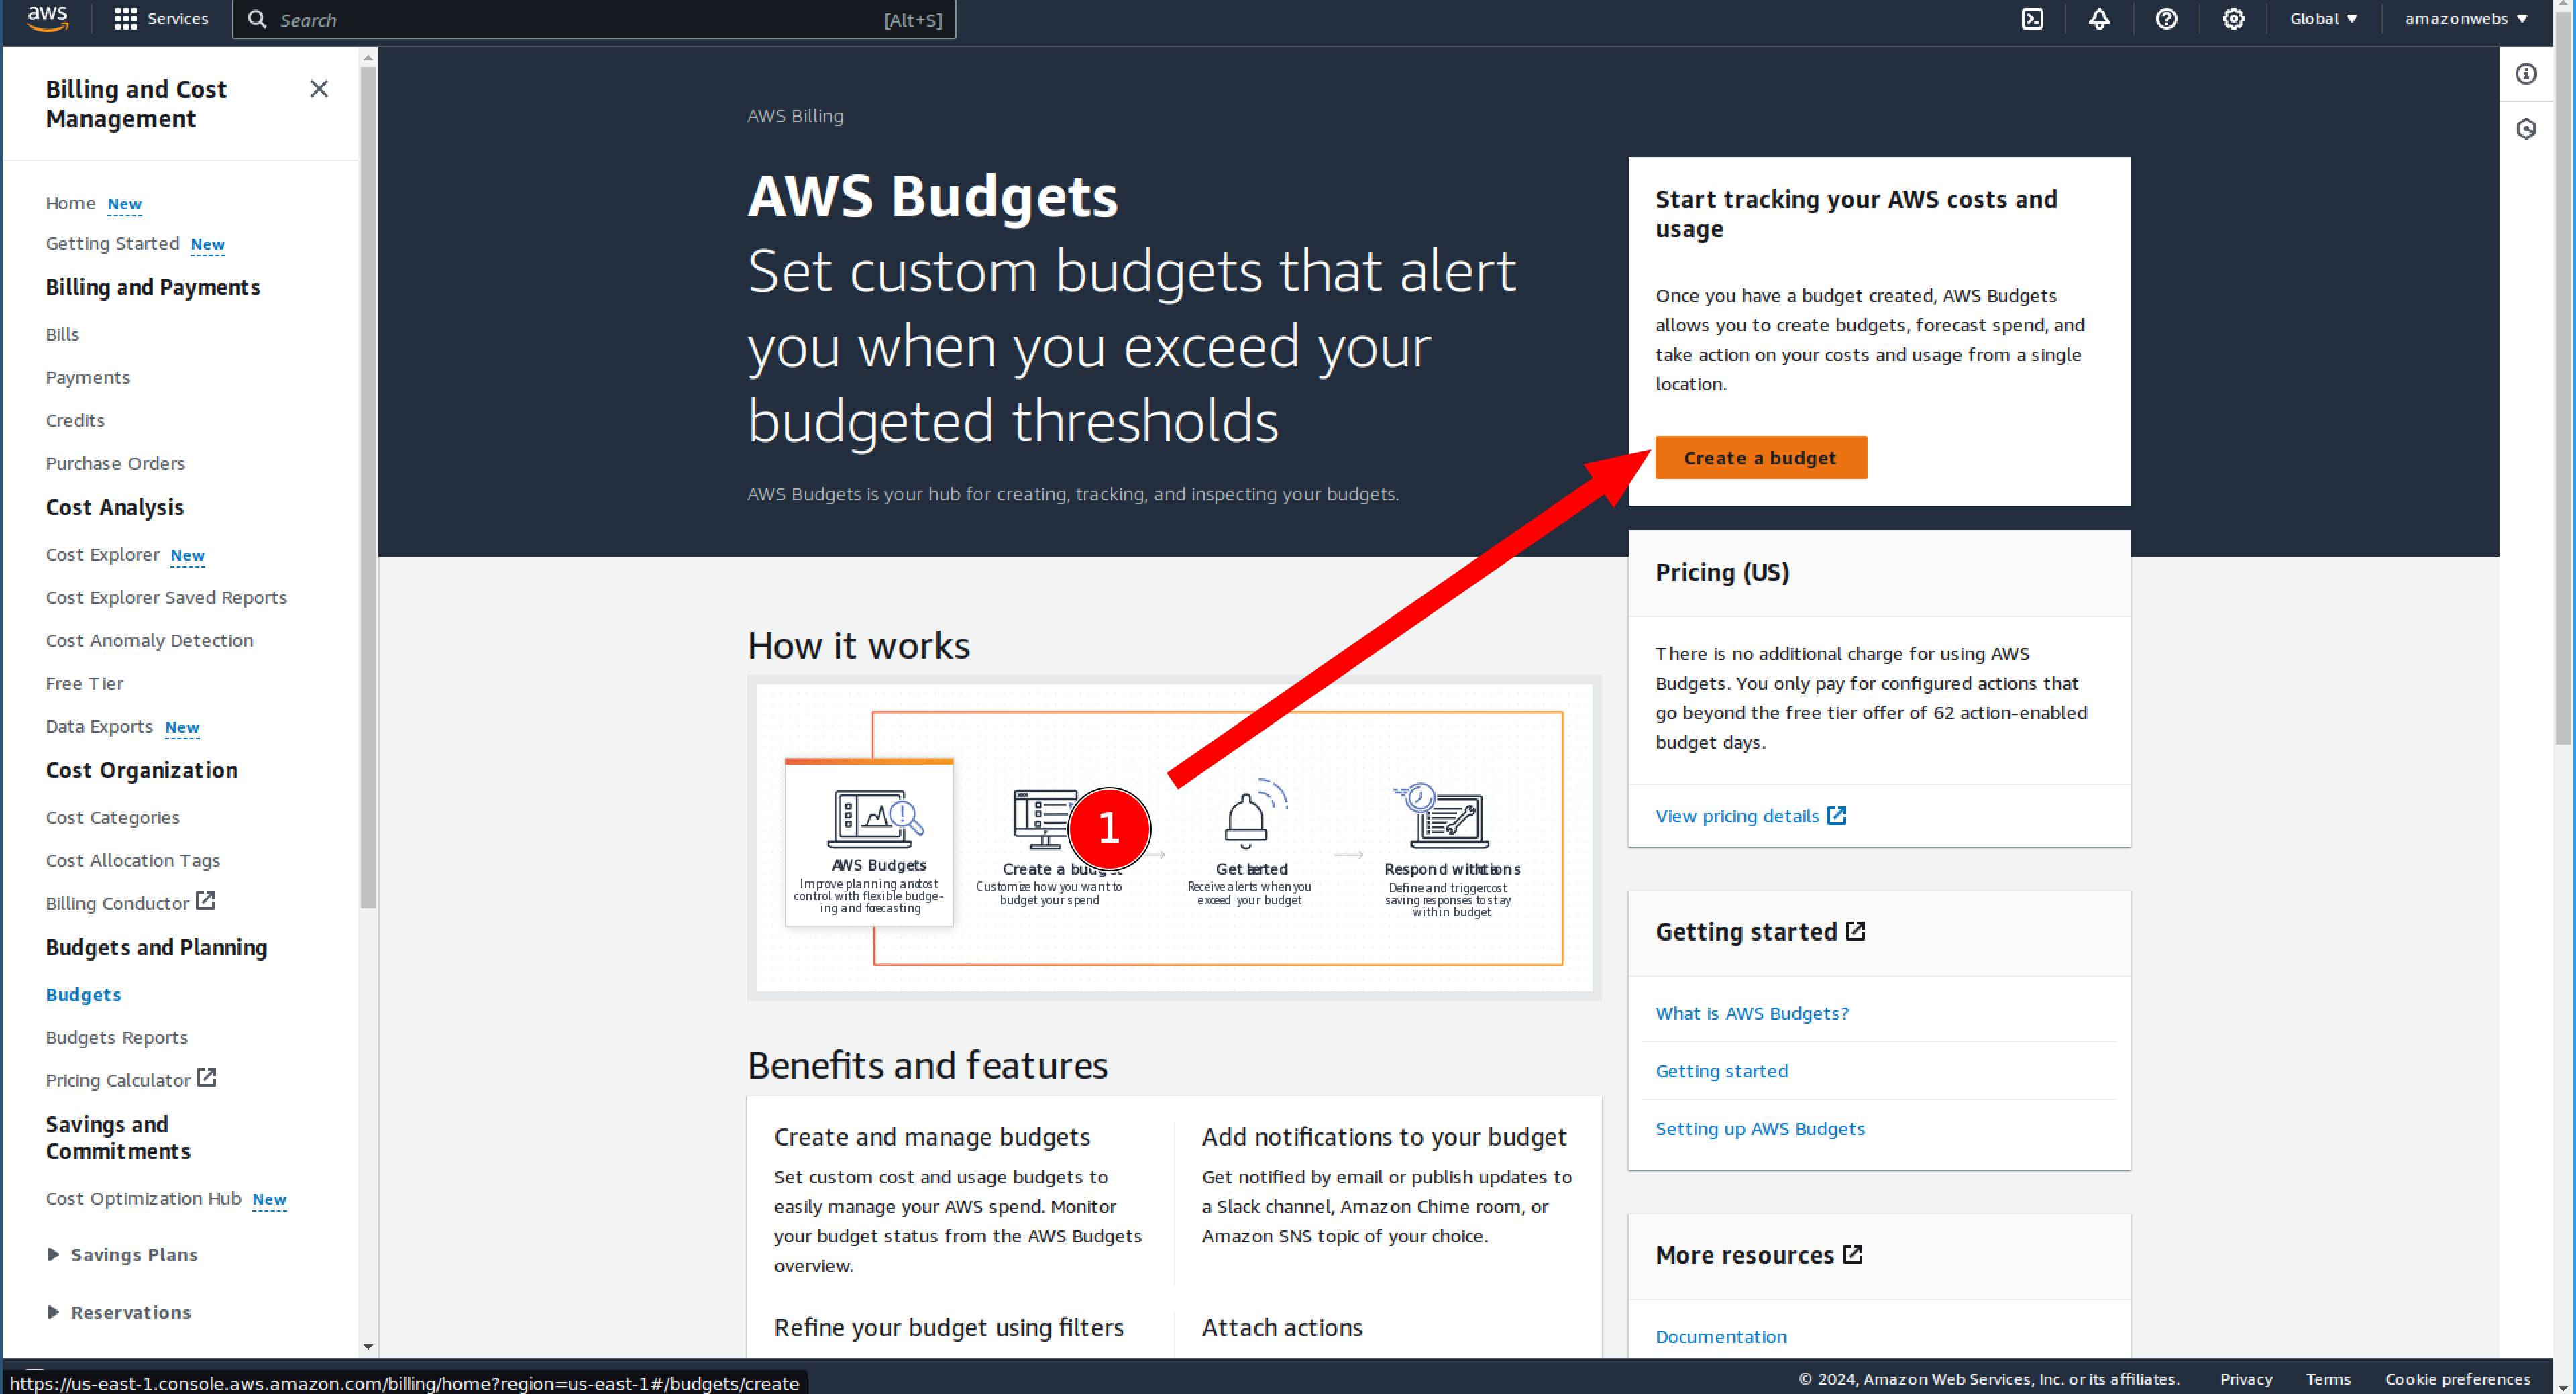 aws
Services
Search
[Alt+S]
Global
amazonwebs
Billing and Cost
Management
Home New
Getting Started New
Billing and Payments
Bills
Payments
Credits
Purchase Orders
Cost Analysis
Cost Explorer New
Cost Explorer Saved Reports
Cost Anomaly Detection
Free Tier
Data Exports New
Cost Organization
Cost Categories
Cost Allocation Tags
Billing Conductor
Budgets and Planning
Budgets
Budgets Reports
Pricing Calculator
Savings and
Commitments
Cost Optimization Hub New
Savings Plans
Reservations
AWS Billing
AWS Budgets
Set custom budgets that alert
you when you exceed your
budgeted thresholds
AWS Budgets is your hub for creating, tracking, and inspecting your budgets.
How it works
AWS Budgets
Improve planning and cost
control with flexible budge-
ing and forecasting
1
Create a
Customize how you want to
budget your spend
Get alerted
Receive alerts when you
exceed your budget
Respond with actions
Define and trigger cost
saving responses to stay
within budget
Benefits and features
Create and manage budgets
Set custom cost and usage budgets to
easily manage your AWS spend. Monitor
your budget status from the AWS Budgets
overview.
Add notifications to your budget
Get notified by email or publish updates to
a Slack channel, Amazon Chime room, or
Amazon SNS topic of your choice.
Refine your budget using filters
Attach actions
Start tracking your AWS costs and
usage
Once you have a budget created, AWS Budgets
allows you to create budgets, forecast spend, and
take action on your costs and usage from a single
location.
Create a budget
Pricing (US)
There is no additional charge for using AWS
Budgets. You only pay for configured actions that
go beyond the free tier offer of 62 action-enabled
budget days.
View pricing details
Getting started
What is AWS Budgets?
Getting started
Setting up AWS Budgets
More resources
Documentation
https://us-east-1.console.aws.amazon.com/billing/home?region=us-east-1#/budgets/create
© 2024, Amazon Web Services, Inc. or its affiliates.
Privacy
Terms
Cookie preferences